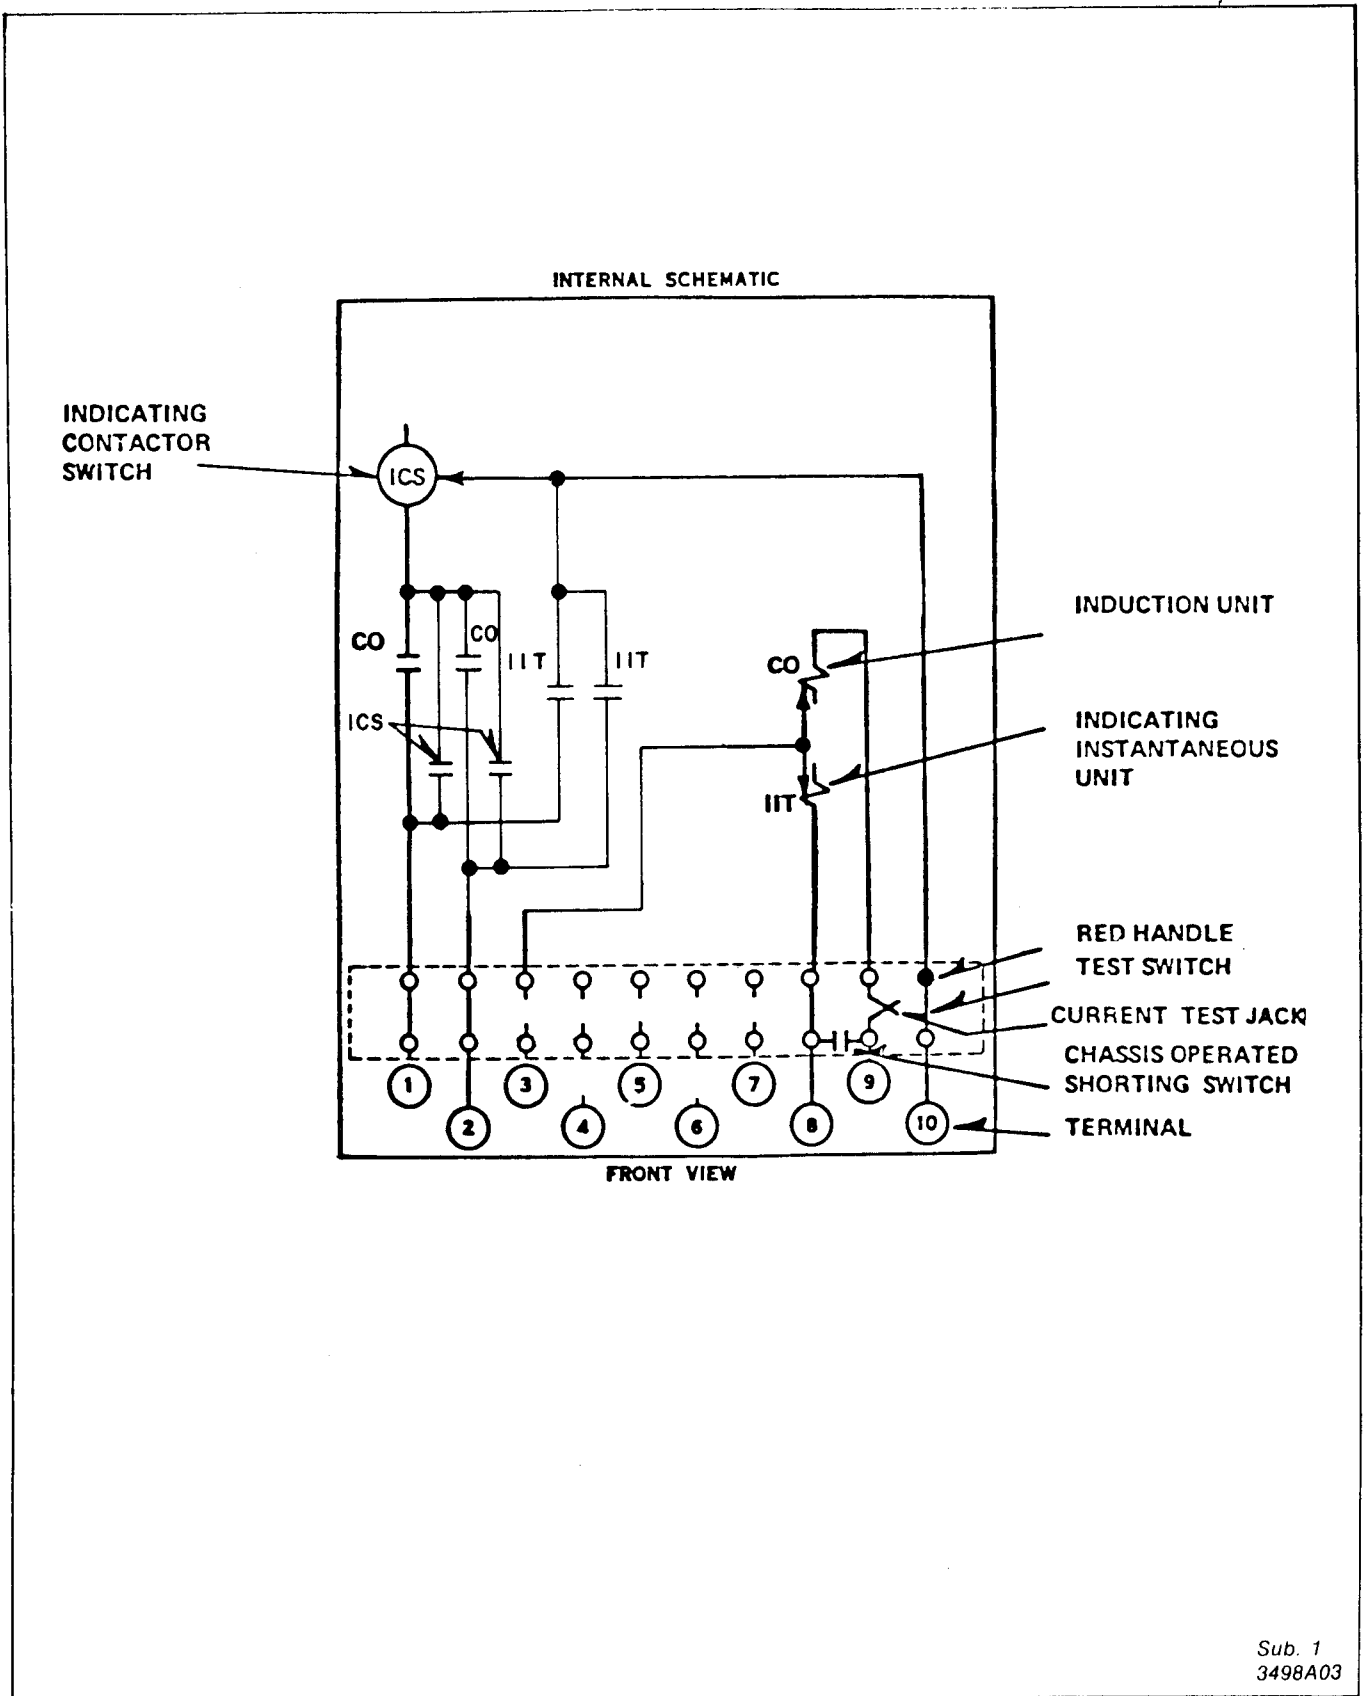 INTERNAL SCHEMATIC
INDICATING
CONTACTOR
SWITCH
ICS
CO
CO
IIT
IIT
ICS
CO
IIT
INDUCTION UNIT
INDICATING
INSTANTANEOUS
UNIT
RED HANDLE
TEST SWITCH
CURRENT TEST JACK
CHASSIS OPERATED
SHORTING SWITCH
TERMINAL
1
2
3
4
5
6
7
8
9
10
FRONT VIEW
Sub. 1
3498A03